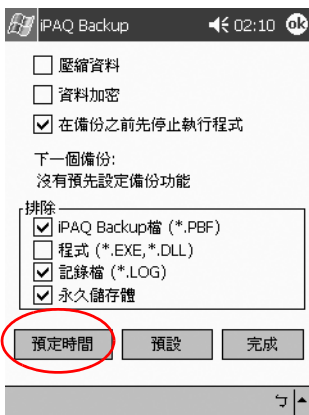 iPAQ Backup 02:10 ok
壓縮資料
資料加密
在備份之前先停止執行程式
下一個備份:
沒有預先設定備份功能
排除
iPAQ Backup檔 (*.PBF)
程式 (*.EXE,*.DLL)
記錄檔 (*.LOG)
永久儲存體
預定時間 預設 完成
ㄅ